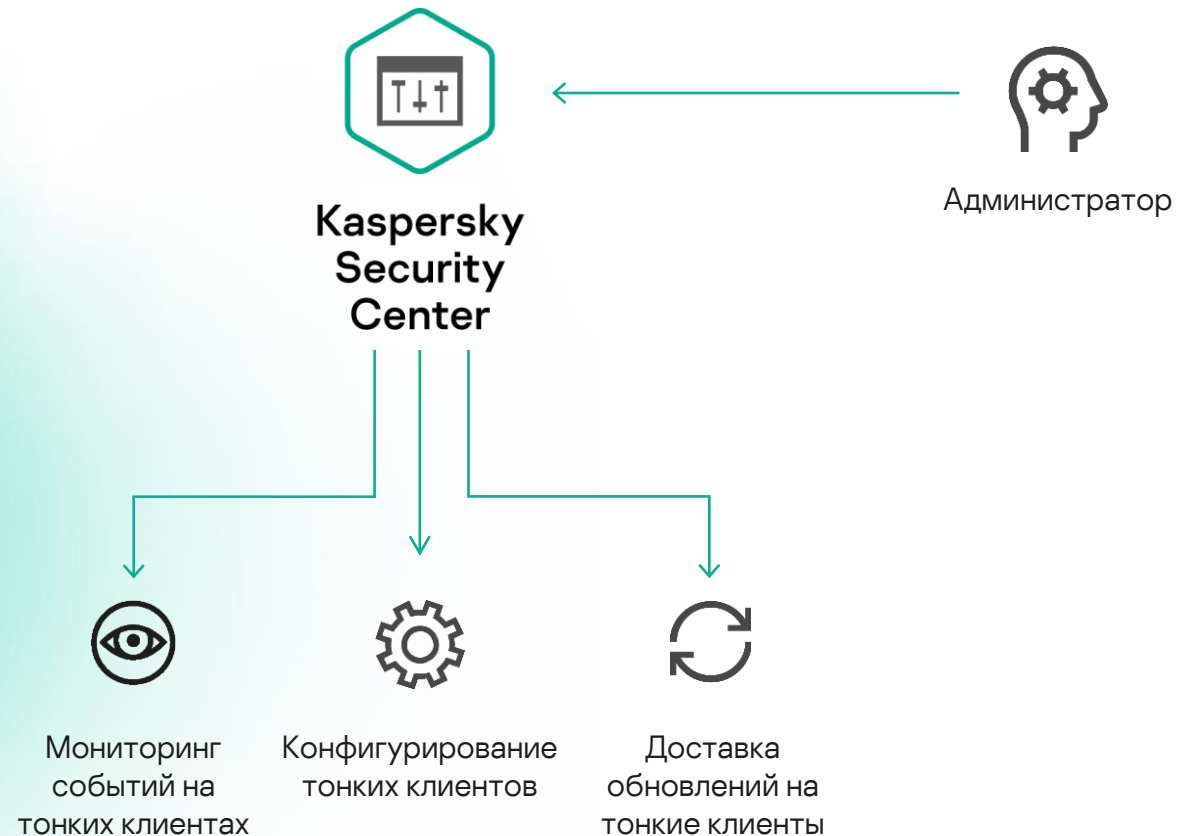 Администратор
Kaspersky
Security
Center
Мониторинг
событий на
тонких клиентах
Конфигурирование
тонких клиентов
Доставка
обновлений на
тонкие клиенты